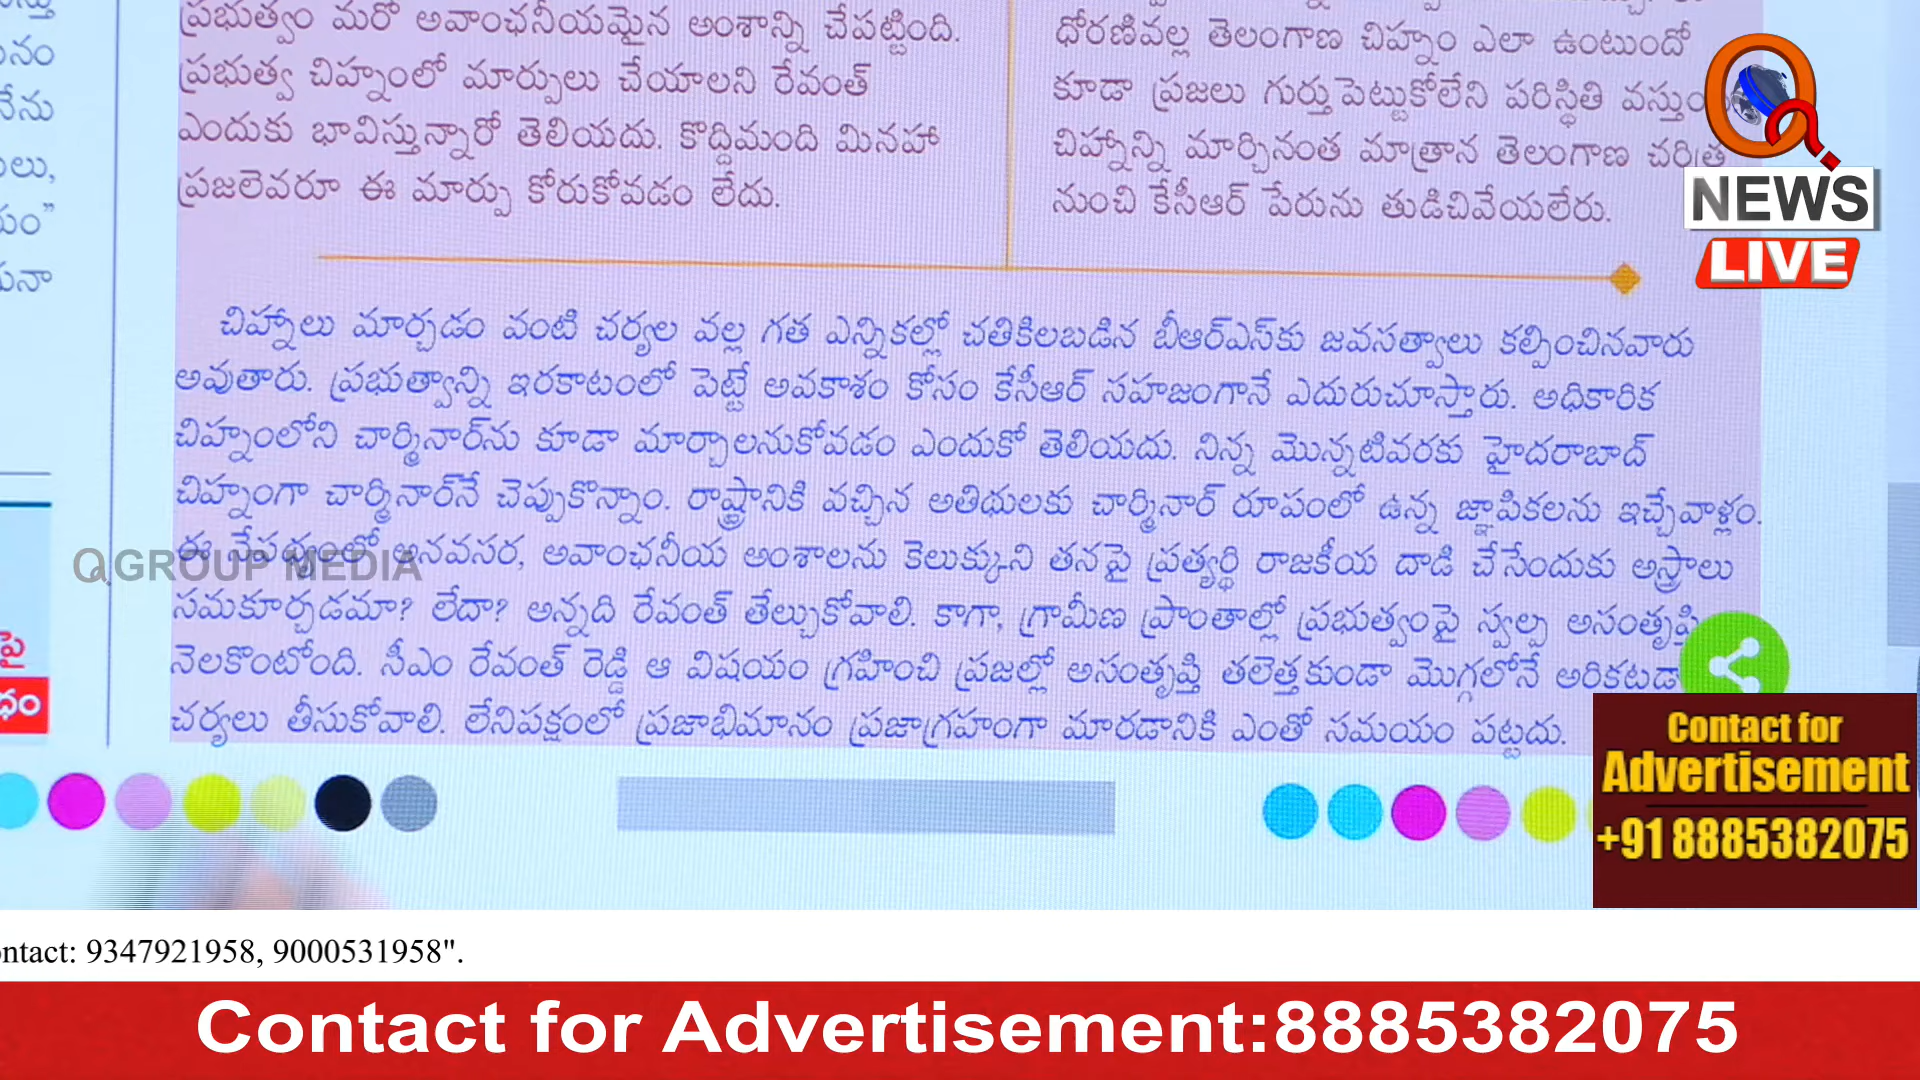 ప్రభుత్వం మరో అవాంఛనీయమైన అంశాన్ని చేపట్టింది.
ప్రభుత్వ చిహ్నంలో మార్పులు చేయాలని రేవంత్
ఎందుకు భావిస్తున్నారో తెలియదు. కొద్దిమంది మినహా
ప్రజలెవరూ ఈ మార్పు కోరుకోవడం లేదు.
ధోరణివల్ల తెలంగాణ చిహ్నం ఎలా ఉంటుందో
కూడా ప్రజలు గుర్తుపెట్టుకోలేని పరిస్థితి
చిహ్నాన్ని మార్చినంత మాత్రాన తెలంగాణ చరిత్ర
నుంచి కేసీఆర్ పేరును తుడిచివేయలేరు.
చిహ్నాలు మార్చడం వంటి చర్యల వల్ల గత ఎన్నికల్లో చతికిలబడిన బీఆర్ఎస్‌కు జవసత్వాలు కల్పించినవారు
అవుతారు. ప్రభుత్వాన్ని ఇరకాటంలో పెట్టే అవకాశం కోసం కేసీఆర్ సహజంగానే ఎదురుచూస్తారు. అధికారిక
చిహ్నంలోని చార్మినార్‌ను కూడా మార్చాలనుకోవడం ఎందుకో తెలియదు. నిన్న మొన్నటివరకు హైదరాబాద్
చిహ్నంగా చార్మినార్‌నే చెప్పుకొన్నాం. రాష్ట్రానికి వచ్చిన అతిథులకు చార్మినార్ రూపంలో ఉన్న జ్ఞాపికలను ఇచ్చేవాళ్లం.
ఈ నేపథ్యంలో అనవసర, అవాంఛనీయ అంశాలను కెలుక్కుని తనపై ప్రత్యర్థి రాజకీయ దాడి చేసేందుకు అస్త్రాలు
సమకూర్చడమా? లేదా? అన్నది రేవంత్ తేల్చుకోవాలి. కాగా, గ్రామీణ ప్రాంతాల్లో ప్రభుత్వంపై స్వల్ప అసంతృప్తి
నెలకొంటోంది. సీఎం రేవంత్ రెడ్డి ఆ విషయం గ్రహించి ప్రజల్లో అసంతృప్తి తలెత్తకుండా మొగ్గలోనే
చర్యలు తీసుకోవాలి. లేనిపక్షంలో ప్రజాభిమానం ప్రజాగ్రహంగా మారడానికి ఎంతో సమయం పట్టదు.
Q GROUP MEDIA
Q
NEWS
LIVE
Contact for
Advertisement
+91 8885382075
ontact: 9347921958, 9000531958".
Contact for Advertisement:8885382075